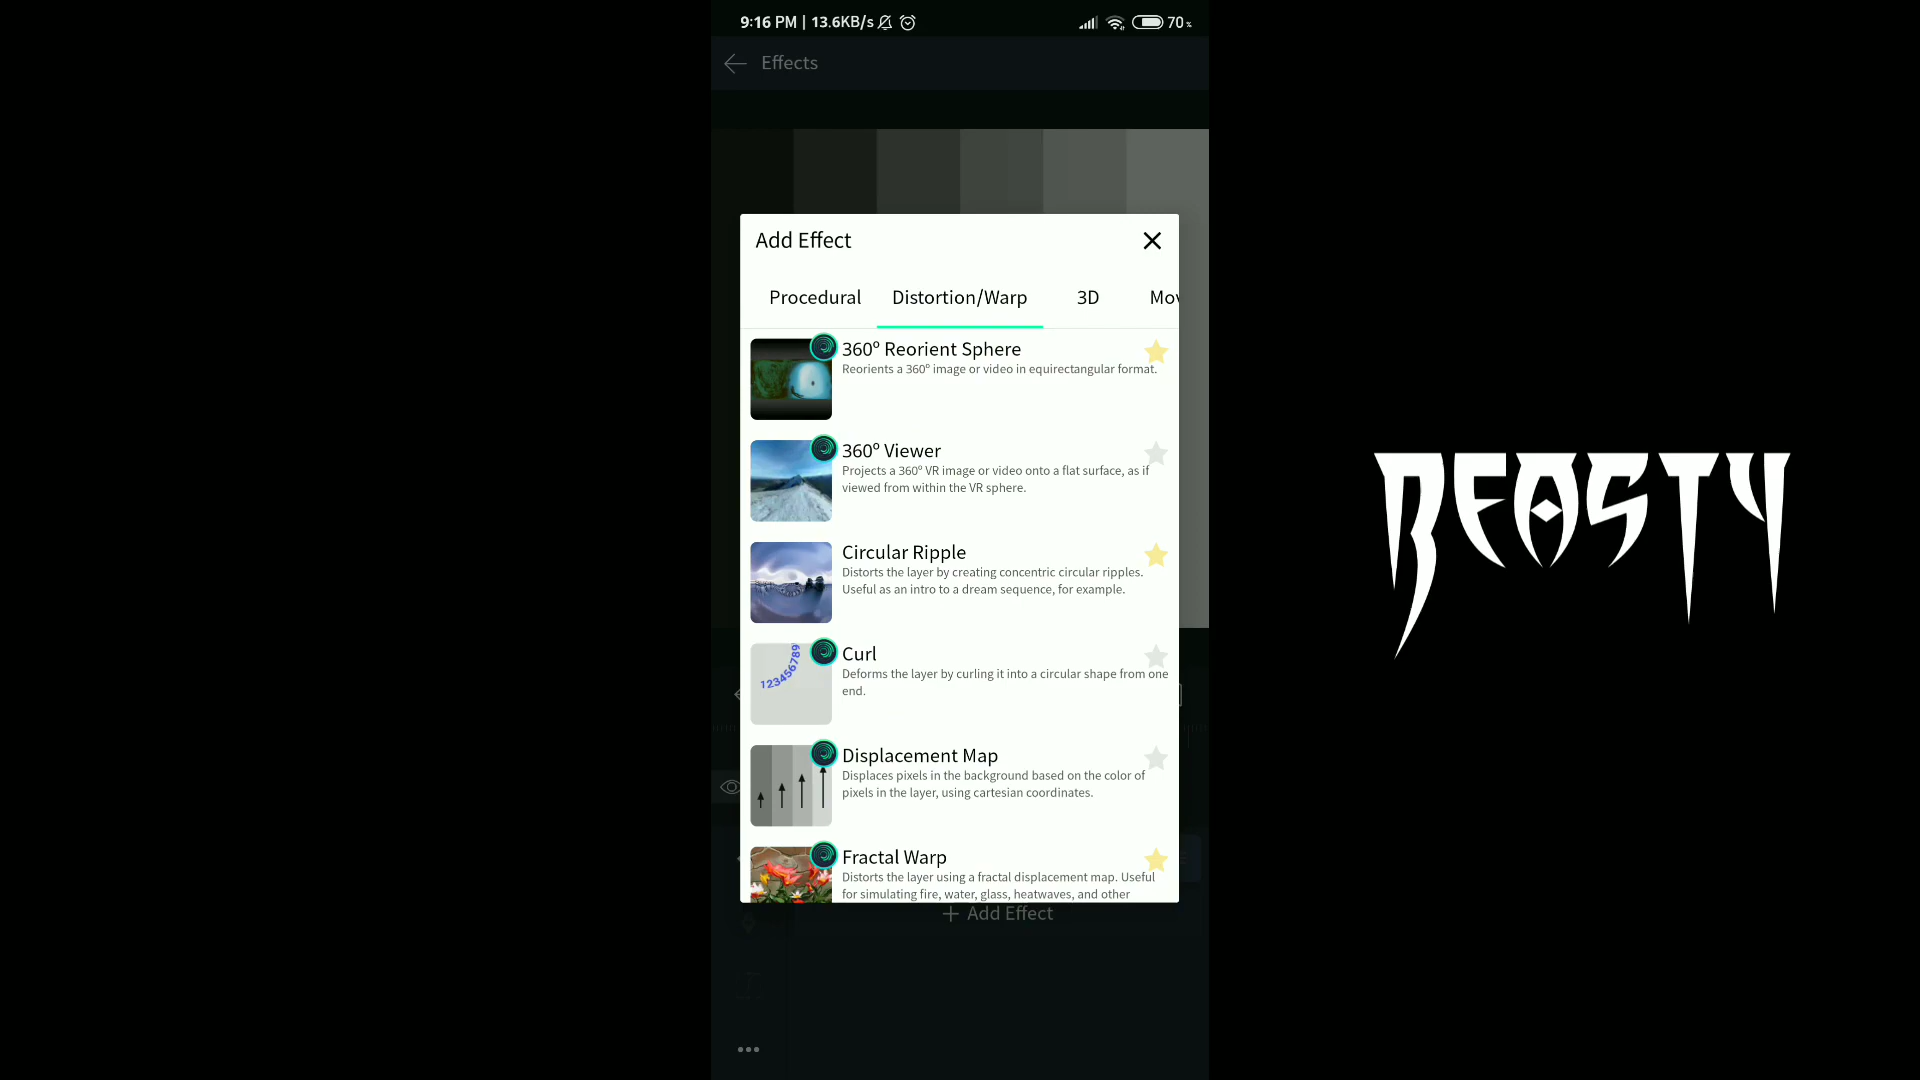 9:16 PM | 13.6KB/s
70%
Effects
Add Effect
Procedural
Distortion/Warp
3D
Mov
360º Reorient Sphere
Reorients a 360º image or video in equirectangular format.
360º Viewer
Projects a 360º VR image or video onto a flat surface, as if
viewed from within the VR sphere.
Circular Ripple
Distorts the layer by creating concentric circular ripples.
Useful as an intro to a dream sequence, for example.
123456789
Curl
Deforms the layer by curling it into a circular shape from one
end.
Displacement Map
Displaces pixels in the background based on the color of
pixels in the layer, using cartesian coordinates.
Fractal Warp
Distorts the layer using a fractal displacement map. Useful
for simulating fire, water, glass, heatwaves, and other
+ Add Effect
BEASTY